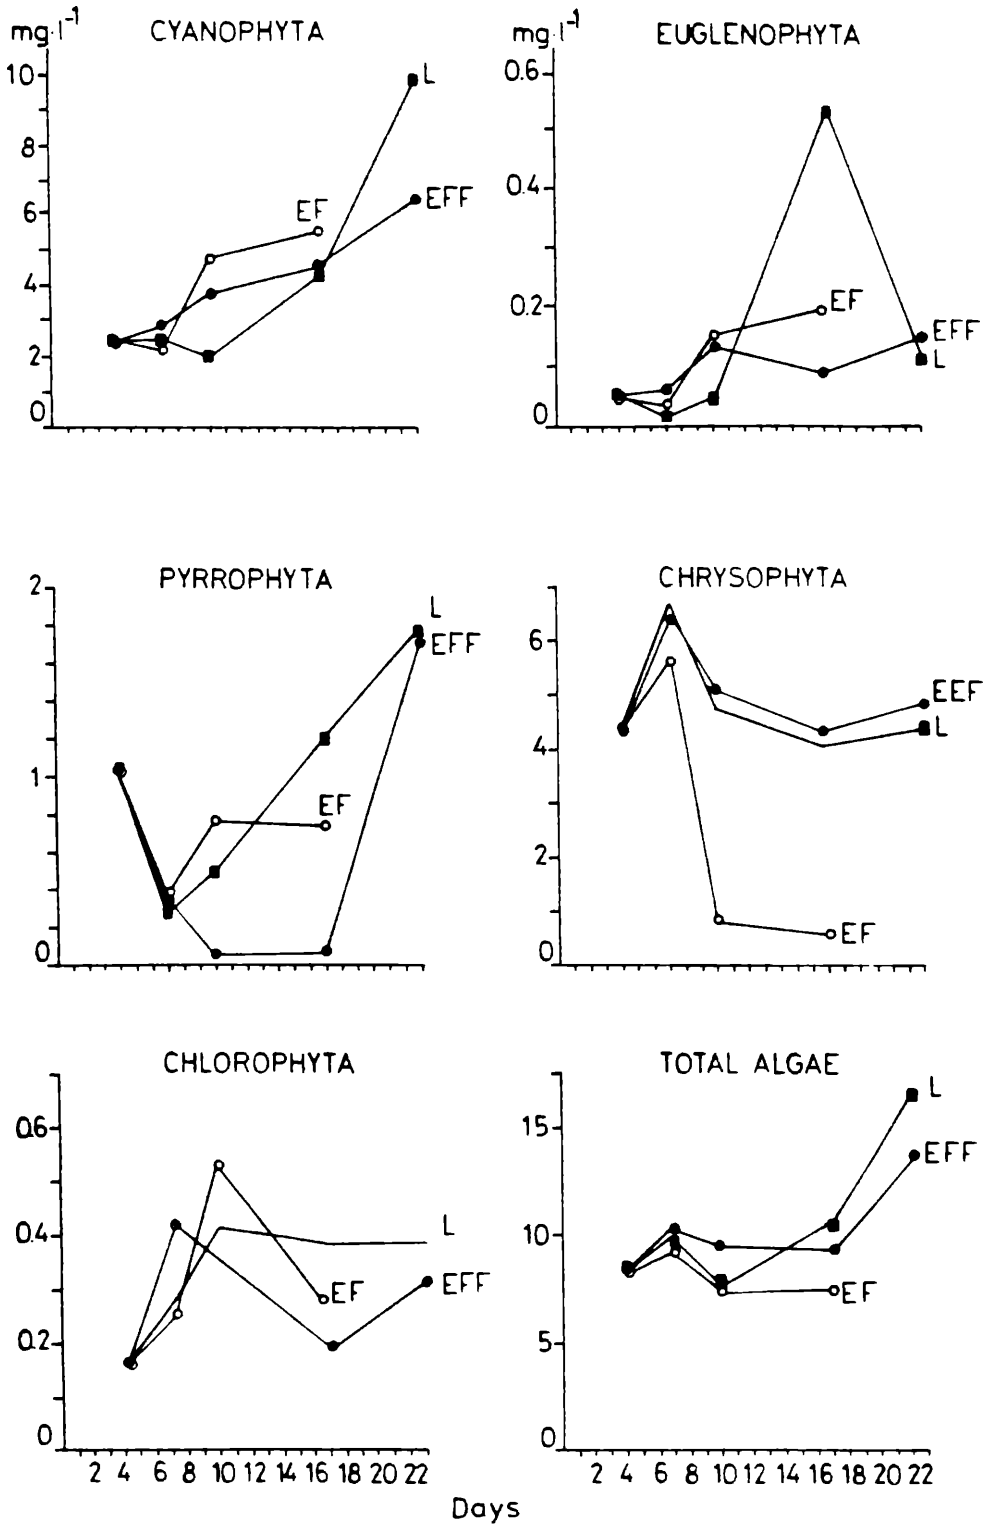 mg·l⁻¹ CYANOPHYTA
10
8
6
4
2
0
L
EFF
EF
mg·l⁻¹ EUGLENOPHYTA
0.6
0.4
0.2
0
EF
EFF
L
PYRROPHYTA
2
1
0
L
EFF
EF
CHRYSOPHYTA
6
4
2
0
EEF
L
EF
CHLOROPHYTA
0.6
0.4
0.2
0
L
EF
EFF
2 4 6 8 10 12 14 16 18 20 22
TOTAL ALGAE
15
10
5
0
L
EFF
EF
2 4 6 8 10 12 14 16 18 20 22
Days